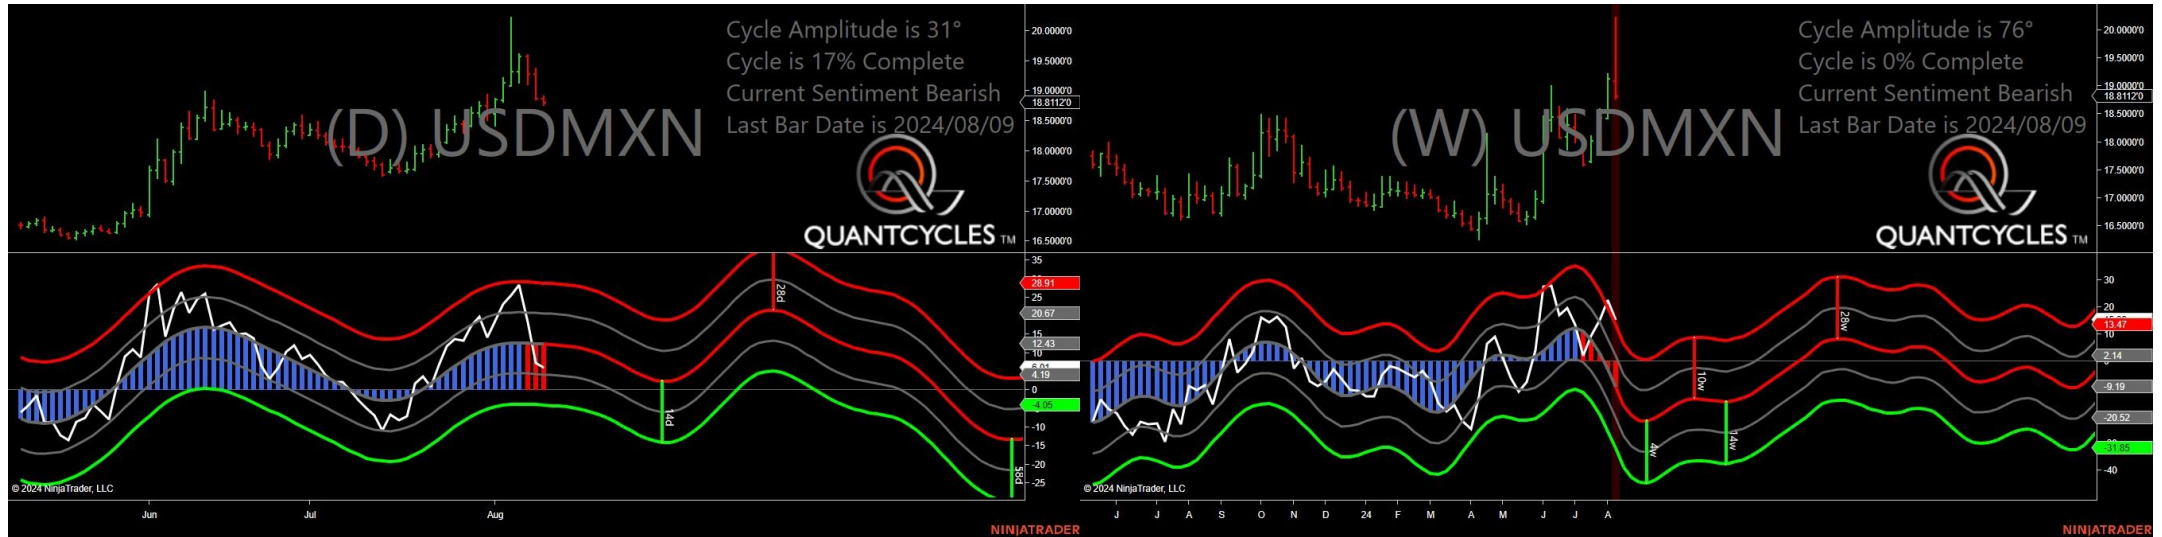 Cycle Amplitude is 31°
Cycle is 17% Complete
Current Sentiment Bearish
Last Bar Date is 2024/08/09
(D) USDMXN
QUANTCYCLES TM
20.0000'0
19.5000'0
19.0000'0
18.8112'0
18.5000'0
18.0000'0
17.5000'0
17.0000'0
16.5000'0
35
28.91
25
20.67
15
12.43
10
4.19
0
-4.05
-10
-15
-20
-25
28d
14d
58d
© 2024 NinjaTrader, LLC
Jun Jul Aug
NINJATRADER
Cycle Amplitude is 76°
Cycle is 0% Complete
Current Sentiment Bearish
Last Bar Date is 2024/08/09
(W) USDMXN
QUANTCYCLES TM
20.0000'0
19.5000'0
19.0000'0
18.8112'0
18.5000'0
18.0000'0
17.5000'0
17.0000'0
16.5000'0
30
20
13.47
10
2.14
-9.19
-20.52
-31.85
-40
28w
10w
4w
14w
© 2024 NinjaTrader, LLC
J J A S O N D 24 F M A M J J A
NINJATRADER